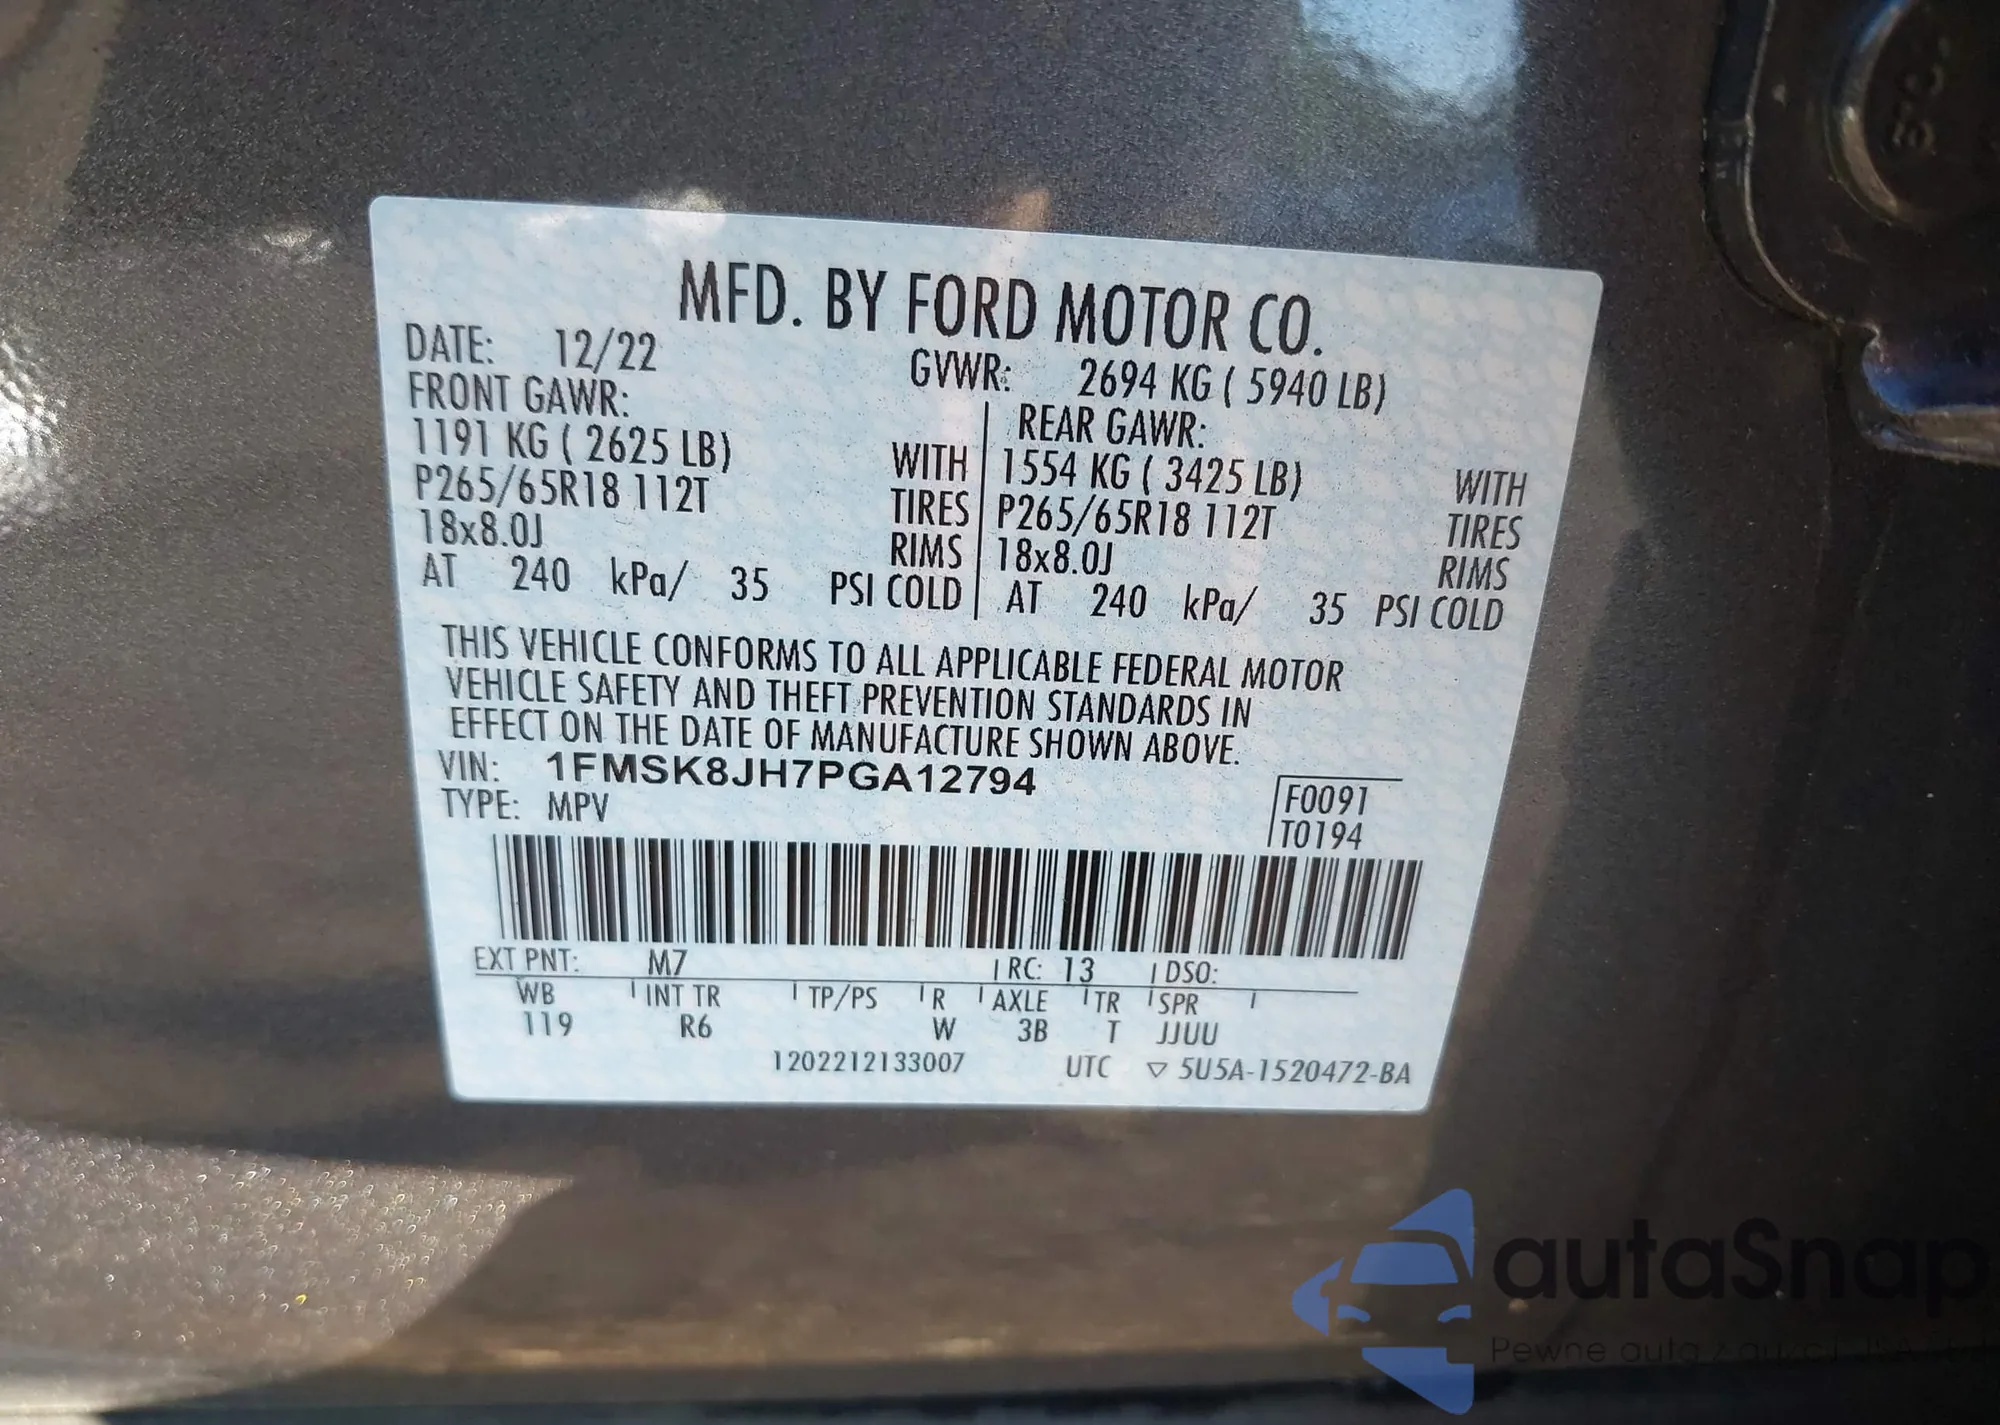 MFD. BY FORD MOTOR CO.
DATE: 12/22 GVWR: 2694 KG ( 5940 LB)
FRONT GAWR: REAR GAWR:
1191 KG ( 2625 LB) WITH 1554 KG ( 3425 LB) WITH
P265/65R18 112T TIRES P265/65R18 112T TIRES
18x8.0J RIMS 18x8.0J RIMS
AT 240 kPa/ 35 PSI COLD AT 240 kPa/ 35 PSI COLD
THIS VEHICLE CONFORMS TO ALL APPLICABLE FEDERAL MOTOR
VEHICLE SAFETY AND THEFT PREVENTION STANDARDS IN
EFFECT ON THE DATE OF MANUFACTURE SHOWN ABOVE.
VIN: 1FMSK8JH7PGA12794
TYPE: MPV
F0091
T0194
EXT PNT: M7 RC: 13 DSO:
WB INT TR TP/PS R AXLE TR SPR
119 R6 W 3B T JJUU
1202212133007 UTC ▽ 5U5A-1520472-BA
autaSnap
Pewne auta z